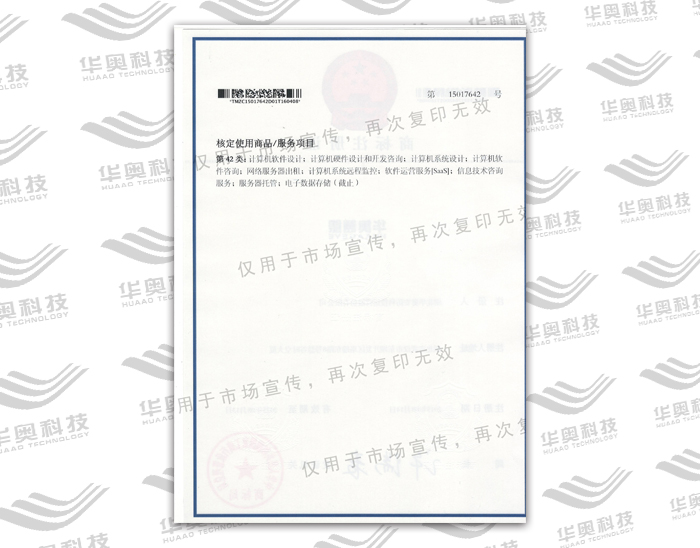 第 15017642 号
*TMZC15017642D01T160408*
核定使用商品/服务项目
第 42 类：计算机软件设计；计算机硬件设计和开发咨询；计算机系统设计；计算机软
件咨询；网络服务器出租；计算机系统远程监控；软件运营服务[SaaS]；信息技术咨询
服务；服务器托管；电子数据存储（截止）
仅用于市场宣传，再次复印无效
仅用于市场宣传，再次复印
仅用于市场宣传，再次复印无效
仅用于市场宣传，再次复
华奥科技
HUAAO TECHNOLOGY